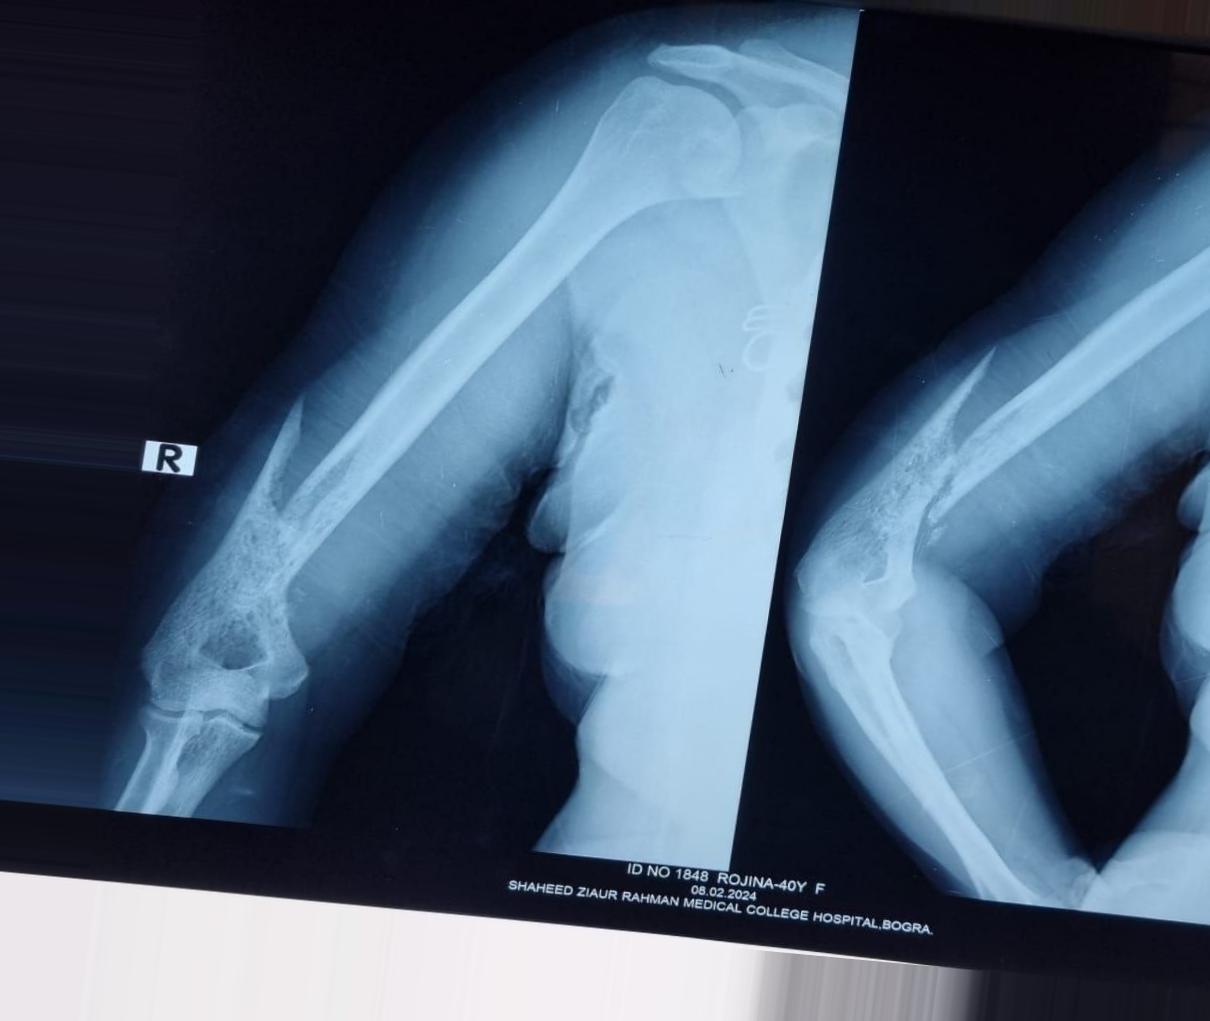 R
ID NO 1848 ROJINA-40Y F
08.02.2024
SHAHEED ZIAUR RAHMAN MEDICAL COLLEGE HOSPITAL,BOGRA.